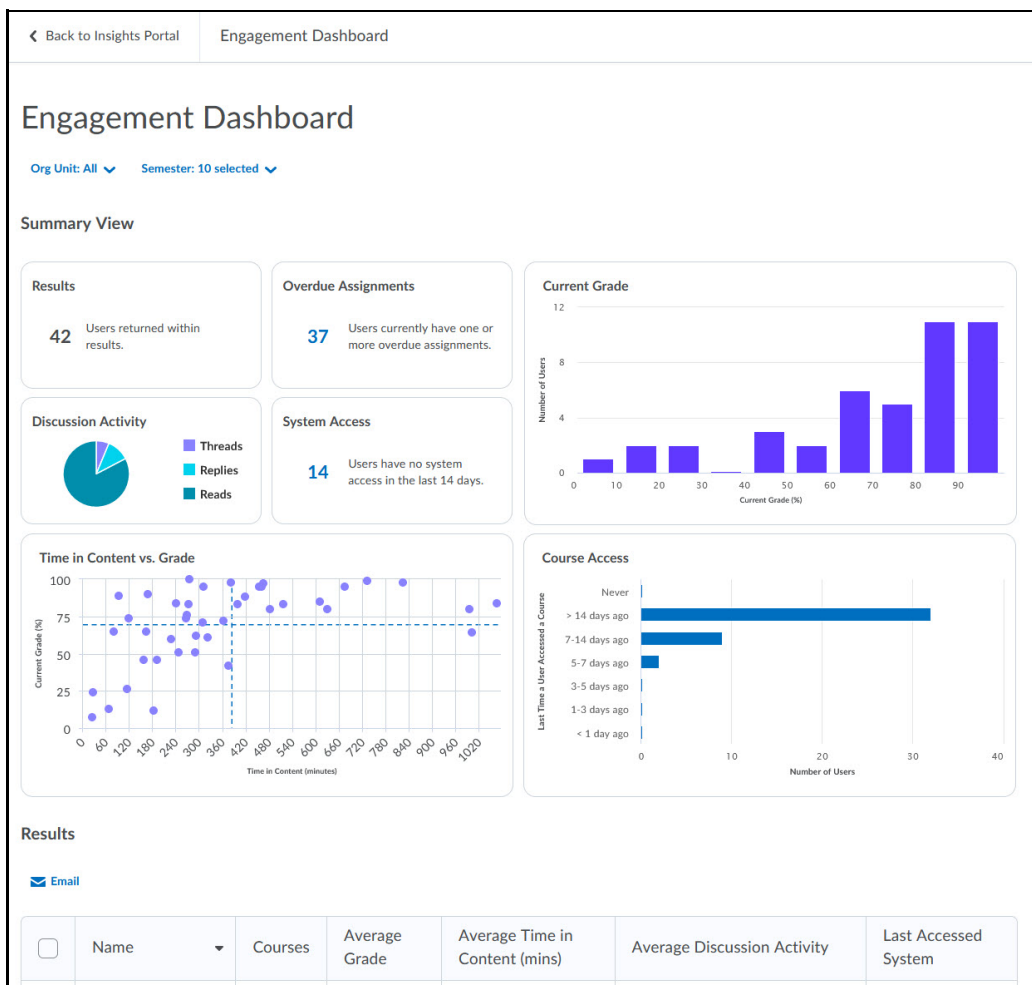 Back to Insights Portal
Engagement Dashboard
Engagement Dashboard
Org Unit: All
Semester: 10 selected
Summary View
Results
42
Users returned within
results.
Overdue Assignments
37
Users currently have one or
more overdue assignments.
Current Grade
12
8
4
0
Number of Users
0 10 20 30 40 50 60 70 80 90
Current Grade (%)
Discussion Activity
Threads
Replies
Reads
System Access
14
Users have no system
access in the last 14 days.
Time in Content vs. Grade
100
75
50
25
0
Current Grade (%)
0 60 120 180 240 300 360 420 480 540 600 660 720 780 840 900 960 1020
Time in Content (minutes)
Course Access
Last Time a User Accessed a Course
Never
> 14 days ago
7-14 days ago
5-7 days ago
3-5 days ago
1-3 days ago
< 1 day ago
0 10 20 30 40
Number of Users
Results
Email
Name
Courses
Average
Grade
Average Time in
Content (mins)
Average Discussion Activity
Last Accessed
System